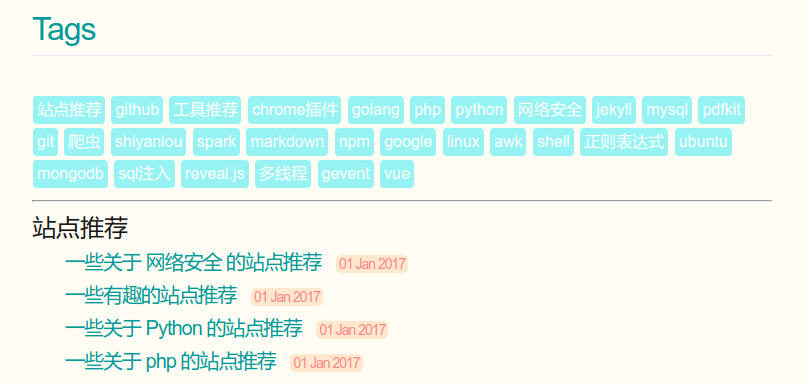 Tags
站点推荐 github 工具推荐 chrome插件 golang php python 网络安全 jekyll mysql pdfkit
git 爬虫 shiyanlou spark markdown npm google linux awk shell 正则表达式 ubuntu
mongodb sql注入 reveal.js 多线程 gevent vue
站点推荐
一些关于 网络安全 的站点推荐 01 Jan 2017
一些有趣的站点推荐 01 Jan 2017
一些关于 Python 的站点推荐 01 Jan 2017
一些关于 php 的站点推荐 01 Jan 2017